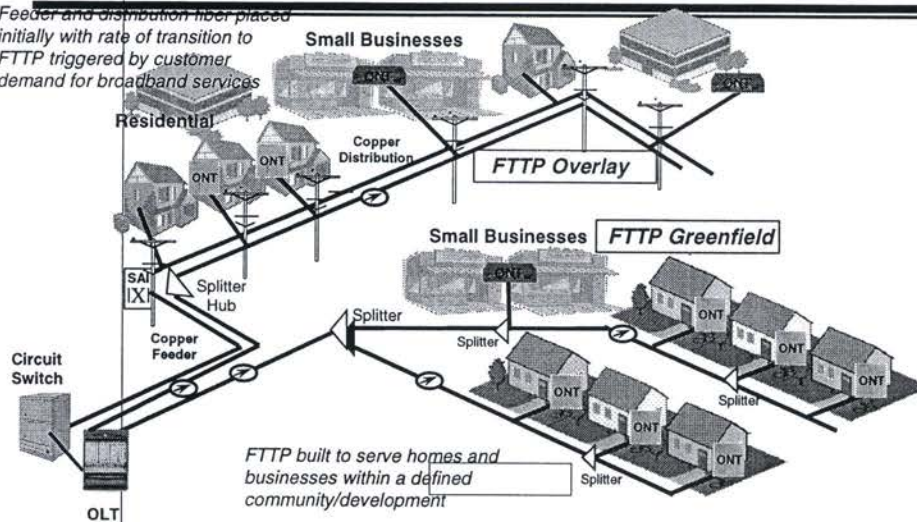 Feeder and distribution fiber placed
initially with rate of transition to
FTTP triggered by customer
demand for broadband services
Small Businesses
ONT
ONT
Residential
ONT
ONT
Copper
Distribution
FTTP Overlay
Small Businesses
FTTP Greenfield
ONT
SAI
|X|
Splitter
Hub
Splitter
Splitter
ONT
ONT
ONT
Splitter
Copper
Feeder
Circuit
Switch
ONT
ONT
ONT
Splitter
FTTP built to serve homes and
businesses within a defined
community/development
OLT